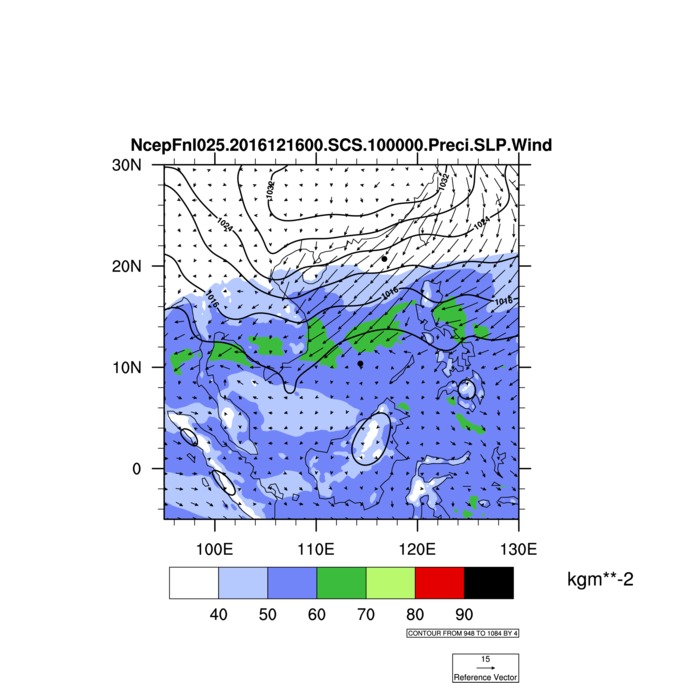 NcepFnl025.2016121600.SCS.100000.Preci.SLP.Wind
30N
1032
1032
1024
1024
20N
1016
1016
1016
10N
0
100E 110E 120E 130E
kgm**-2
40 50 60 70 80 90
CONTOUR FROM 948 TO 1084 BY 4
15
Reference Vector